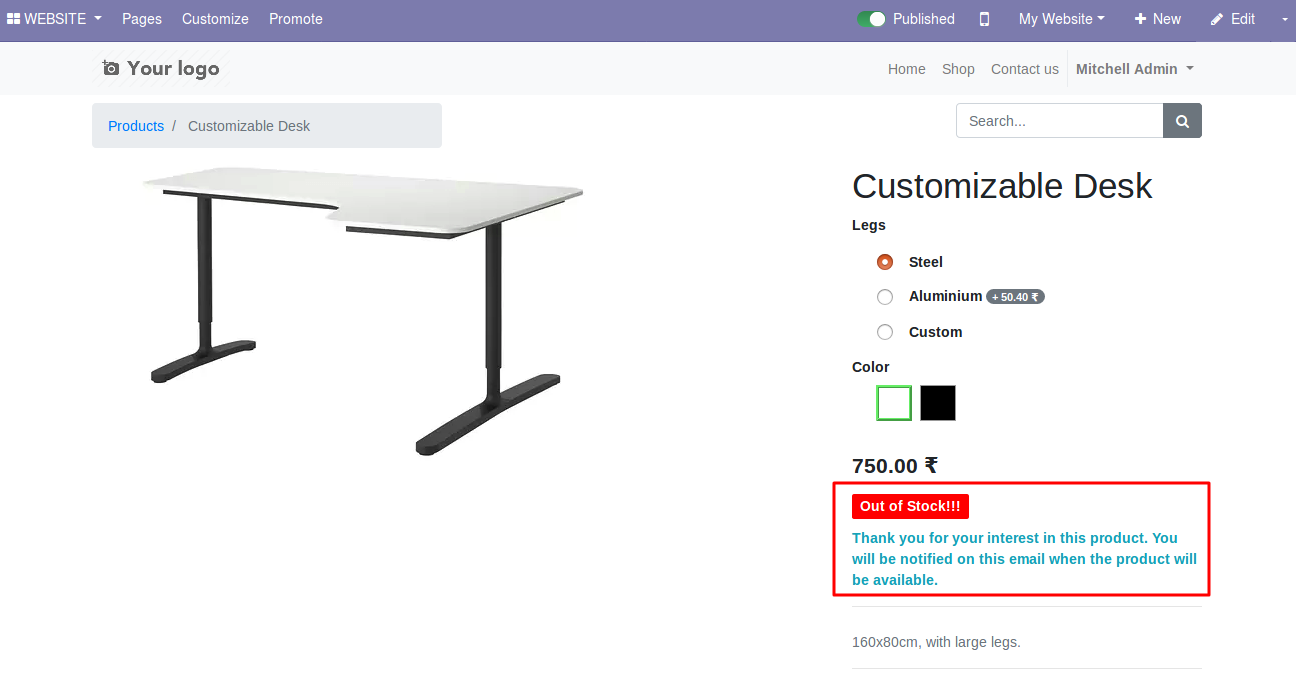 WEBSITE Pages Customize Promote Published My Website New Edit
Your logo Home Shop Contact us Mitchell Admin
Products / Customizable Desk
Search...
Customizable Desk
Legs
Steel
Aluminium + 50.40 ₹
Custom
Color
750.00 ₹
Out of Stock!!!
Thank you for your interest in this product. You
will be notified on this email when the product will
be available.
160x80cm, with large legs.